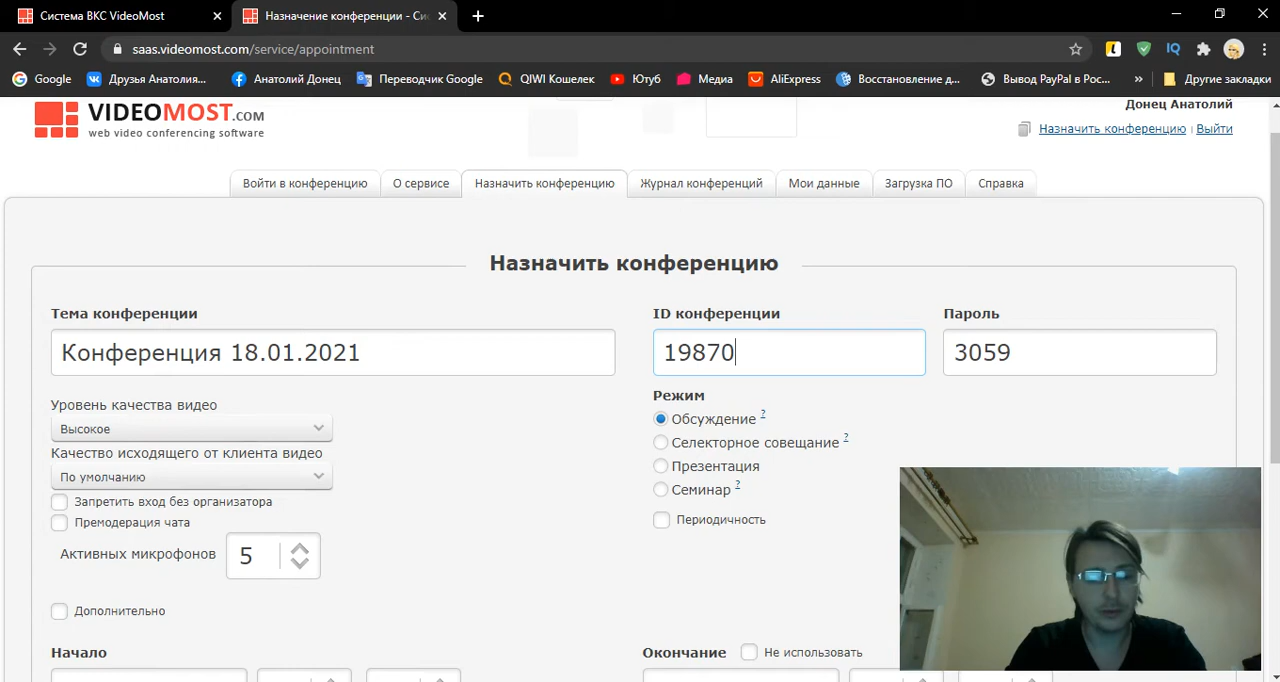 Система ВКС VideoMost
Назначение конференции - Си
saas.videomost.com/service/appointment
Google
Друзья Анатолия...
Анатолий Донец
Переводчик Google
QIWI Кошелек
Ютуб
Медиа
AliExpress
Восстановление д...
Вывод PayPal в Рос...
»
Другие закладки
VIDEOMOST.COM
web video conferencing software
Донец Анатолий
Назначить конференцию | Выйти
Войти в конференцию
О сервисе
Назначить конференцию
Журнал конференций
Мои данные
Загрузка ПО
Справка
Назначить конференцию
Тема конференции
ID конференции
Пароль
Конференция 18.01.2021
19870
3059
Уровень качества видео
Высокое
Качество исходящего от клиента видео
По умолчанию
Запретить вход без организатора
Премодерация чата
Активных микрофонов 5
Дополнительно
Режим
Обсуждение ?
Селекторное совещание ?
Презентация
Семинар ?
Периодичность
Начало
Окончание
Не использовать